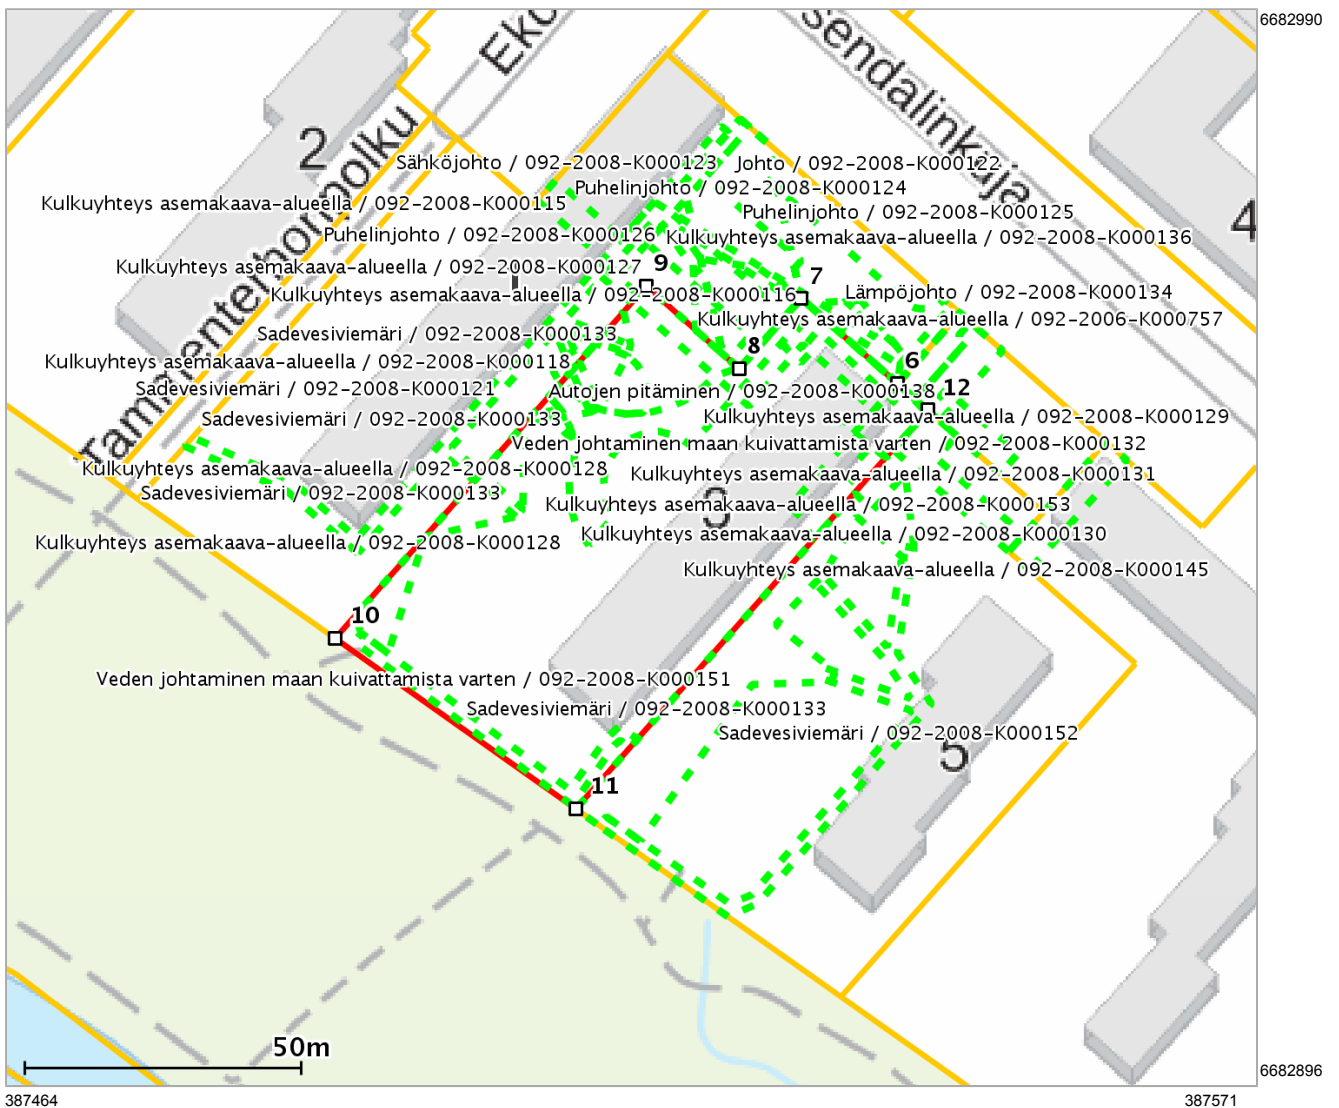 6682990
Eko
sendalinkuja
2
Tammenterhonpolku
Sähköjohto / 092-2008-K000123
Johto / 092-2008-K000122
Puhelinjohto / 092-2008-K000124
Kulkuyhteys asemakaava-alueella / 092-2008-K000115
Puhelinjohto / 092-2008-K000125
4
Puhelinjohto / 092-2008-K000126
Kulkuyhteys asemakaava-alueella / 092-2008-K000136
Kulkuyhteys asemakaava-alueella / 092-2008-K000127
9
7
Kulkuyhteys asemakaava-alueella / 092-2008-K000116
Lämpöjohto / 092-2008-K000134
Kulkuyhteys asemakaava-alueella / 092-2006-K000757
Sadevesiviemäri / 092-2008-K000133
8
Kulkuyhteys asemakaava-alueella / 092-2008-K000118
6
Sadevesiviemäri / 092-2008-K000121
Autojen pitäminen / 092-2008-K000138
12
Sadevesiviemäri / 092-2008-K000133
Kulkuyhteys asemakaava-alueella / 092-2008-K000129
Veden johtaminen maan kuivattamista varten / 092-2008-K000132
Kulkuyhteys asemakaava-alueella / 092-2008-K000128
Kulkuyhteys asemakaava-alueella / 092-2008-K000131
Sadevesiviemäri / 092-2008-K000133
3
Kulkuyhteys asemakaava-alueella / 092-2008-K000153
Kulkuyhteys asemakaava-alueella / 092-2008-K000128
Kulkuyhteys asemakaava-alueella / 092-2008-K000130
Kulkuyhteys asemakaava-alueella / 092-2008-K000145
10
Veden johtaminen maan kuivattamista varten / 092-2008-K000151
Sadevesiviemäri / 092-2008-K000133
Sadevesiviemäri / 092-2008-K000152
5
11
50m
6682896
387464
387571